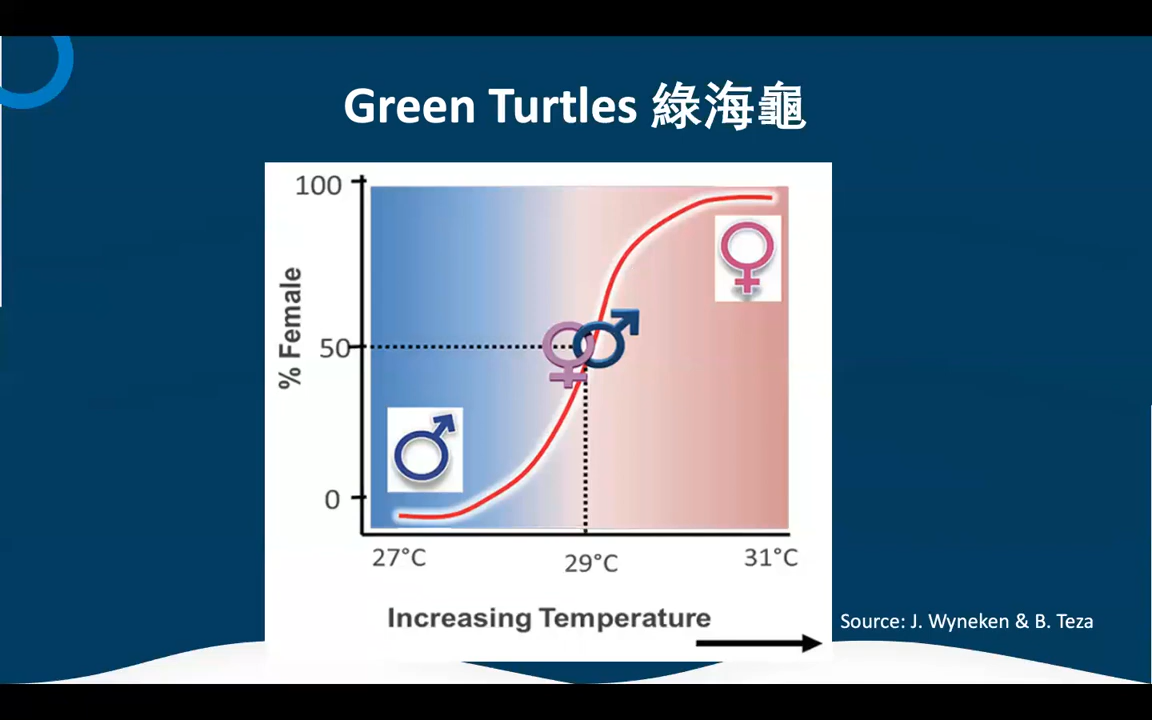 Green Turtles 綠海龜
100
% Female
50
0
27°C
29°C
31°C
Increasing Temperature
Source: J. Wyneken & B. Teza